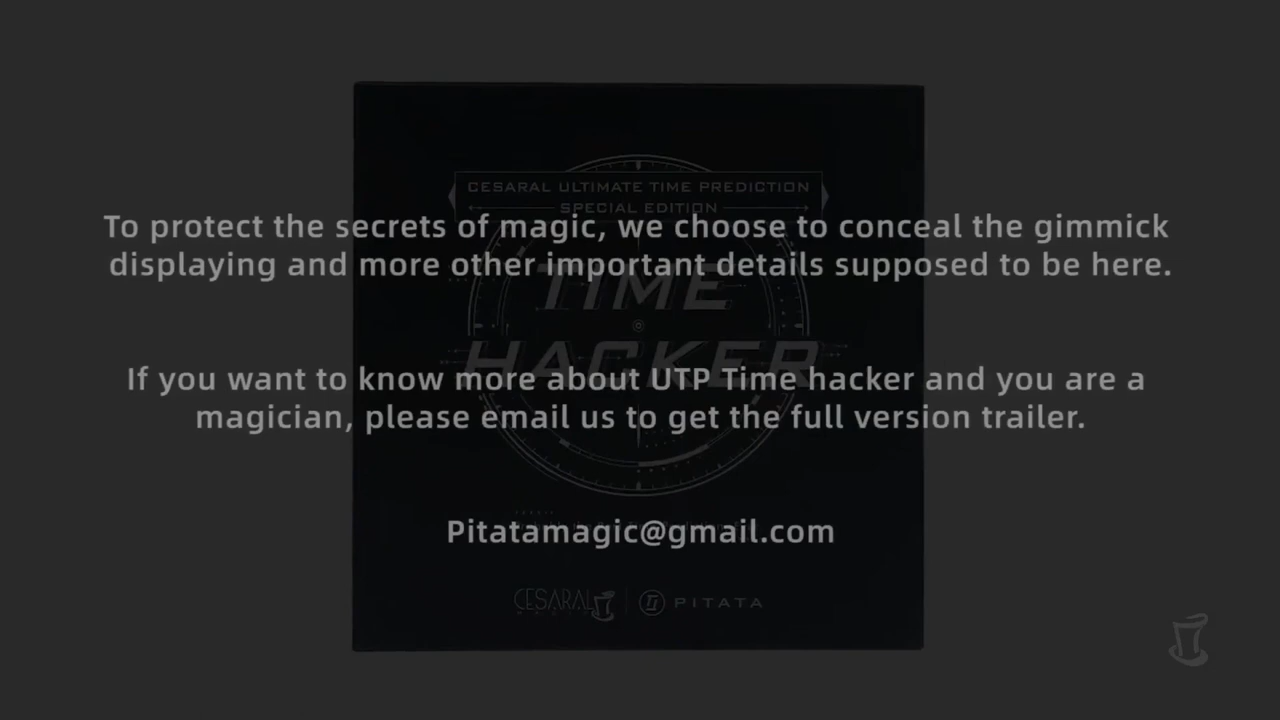 CESARAL ULTIMATE TIME PREDICTION
SPECIAL EDITION
To protect the secrets of magic, we choose to conceal the gimmick
displaying and more other important details supposed to be here.
TIME
HACKER
If you want to know more about UTP Time hacker and you are a
magician, please email us to get the full version trailer.
Pitatamagic@gmail.com
CESARAL
PITATA